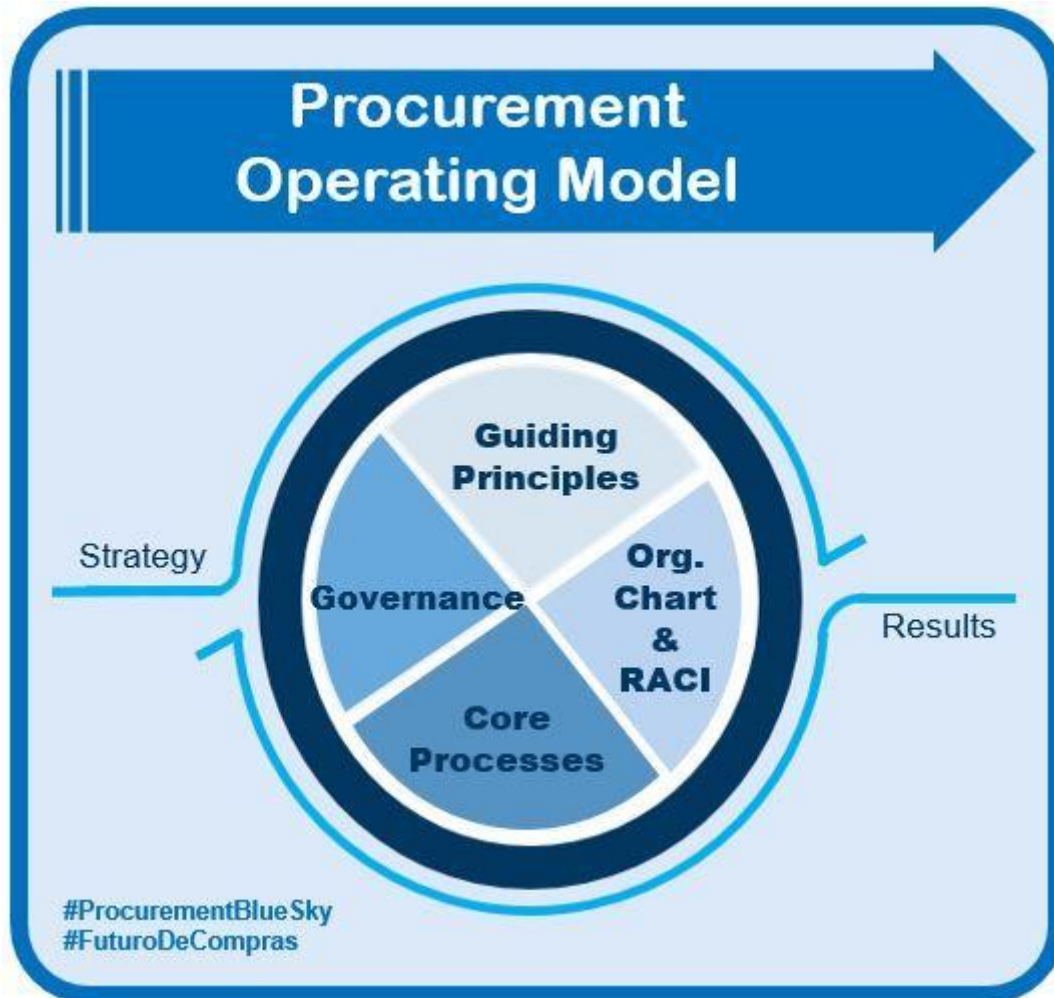 Procurement
Operating Model
Guiding
Principles
Strategy
Governance
Org.
Chart
&
RACI
Results
Core
Processes
#ProcurementBlueSky
#FuturoDeCompras